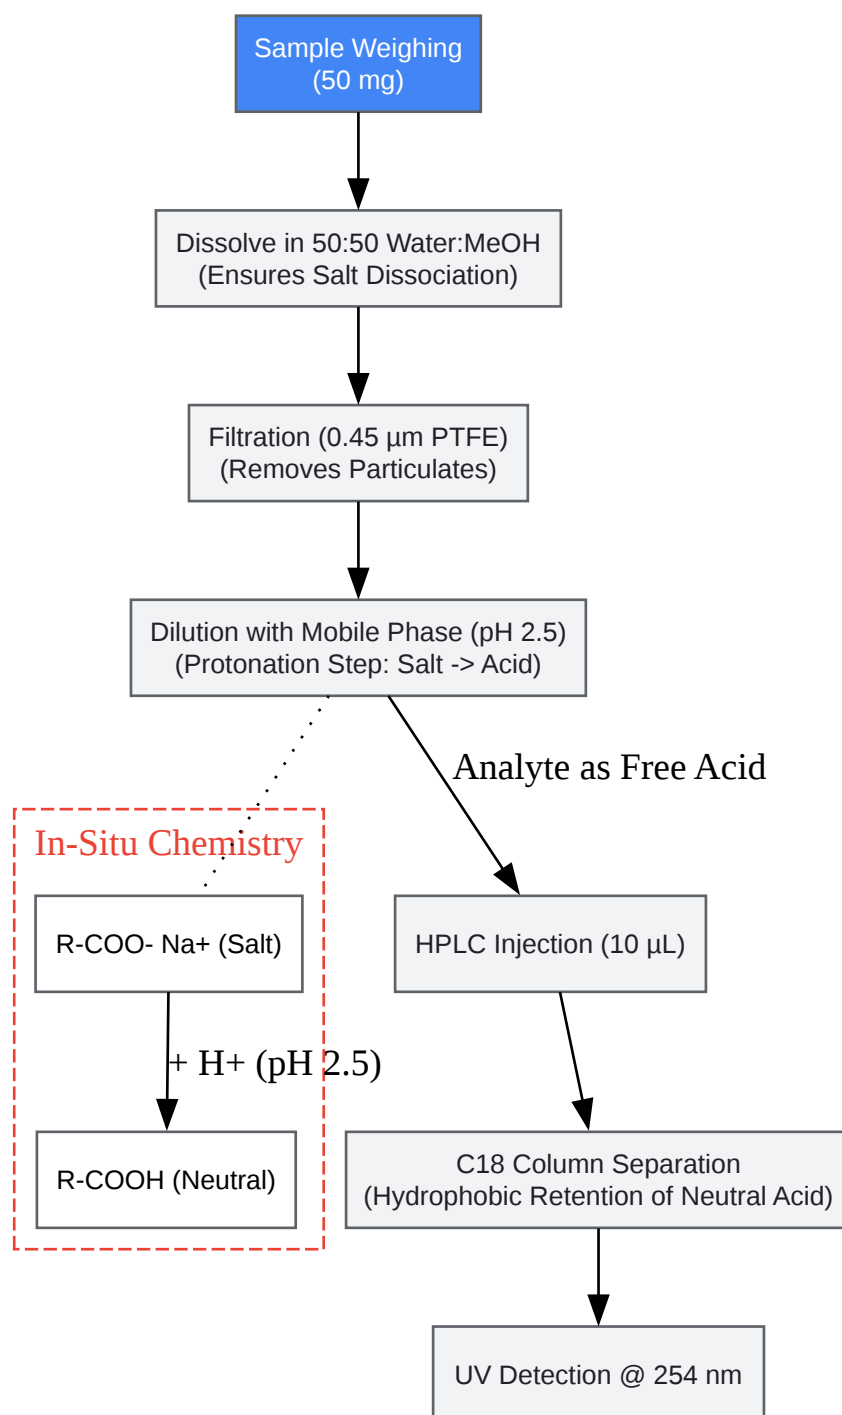 Sample Weighing
(50 mg)
Dissolve in 50:50 Water:MeOH
(Ensures Salt Dissociation)
Filtration (0.45 µm PTFE)
(Removes Particulates)
Dilution with Mobile Phase (pH 2.5)
(Protonation Step: Salt -> Acid)
Analyte as Free Acid
In-Situ Chemistry
R-COO- Na+ (Salt)
HPLC Injection (10 µL)
+ H+ (pH 2.5)
R-COOH (Neutral)
C18 Column Separation
(Hydrophobic Retention of Neutral Acid)
UV Detection @ 254 nm